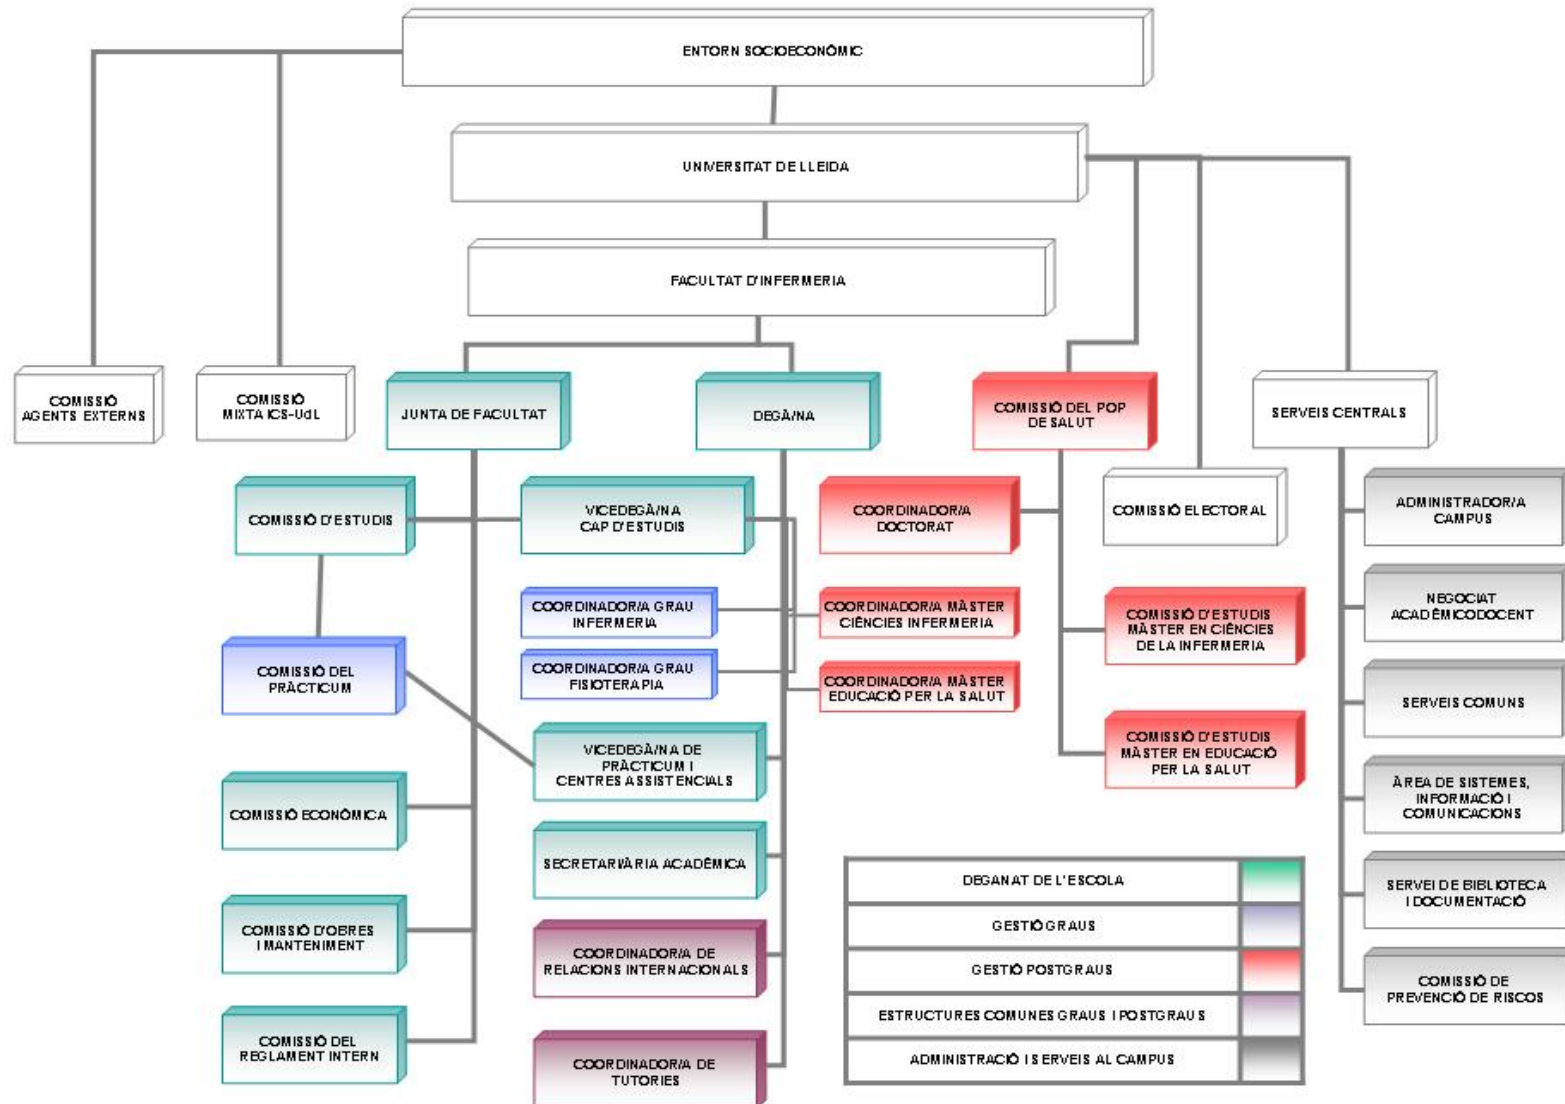 ENTORN SOCIOECONÒMIC
UNIVERSITAT DE LLEIDA
FACULTAT D'INFERMERIA
COMISSIÓ
AGENTS EXTERNS
COMISSIÓ
MIXTA ICS-UdL
JUNTA DE FACULTAT
DEGÀ/NA
COMISSIÓ DEL POP
DE SALUT
SERVEIS CENTRALS
COMISSIÓ D'ESTUDIS
VICEDEGÀ/NA
CAP D'ESTUDIS
COORDINADOR/A
DOCTORAT
COMISSIÓ ELECTORAL
ADMINISTRADOR/A
CAMPUS
COORDINADOR/A GRAU
INFERMERIA
COORDINADOR/A MÀSTER
CIÈNCIES INFERMERIA
COMISSIÓ D'ESTUDIS
MÀSTER EN CIÈNCIES
DE LA INFERMERIA
NEGOCIAT
ACADÈMICODOCENT
COMISSIÓ DEL
PRÀCTICUM
COORDINADOR/A GRAU
FISIOTERAPIA
COORDINADOR/A MÀSTER
EDUCACIÓ PER LA SALUT
SERVEIS COMUNS
VICEDEGÀ/NA DE
PRÀCTICUM I
CENTRES ASSISTENCIALS
COMISSIÓ D'ESTUDIS
MÀSTER EN EDUCACIÓ
PER LA SALUT
COMISSIÓ ECONÒMICA
ÀREA DE SISTEMES,
INFORMACIÓ I
COMUNICACIONS
SECRETARI/ÀRIA ACADÈMICA
DEGANAT DE L'ESCOLA
SERVEI DE BIBLIOTECA
I DOCUMENTACIÓ
COMISSIÓ D'OBRES
I MANTENIMENT
GESTIÓ GRAUS
COORDINADOR/A DE
RELACIONS INTERNACIONALS
GESTIÓ POSTGRAUS
COMISSIÓ DE
PREVENCIÓ DE RISCOS
ESTRUCTURES COMUNES GRAUS I POSTGRAUS
COMISSIÓ DEL
REGLAMENT INTERN
COORDINADOR/A DE
TUTORIES
ADMINISTRACIÓ I SERVEIS AL CAMPUS